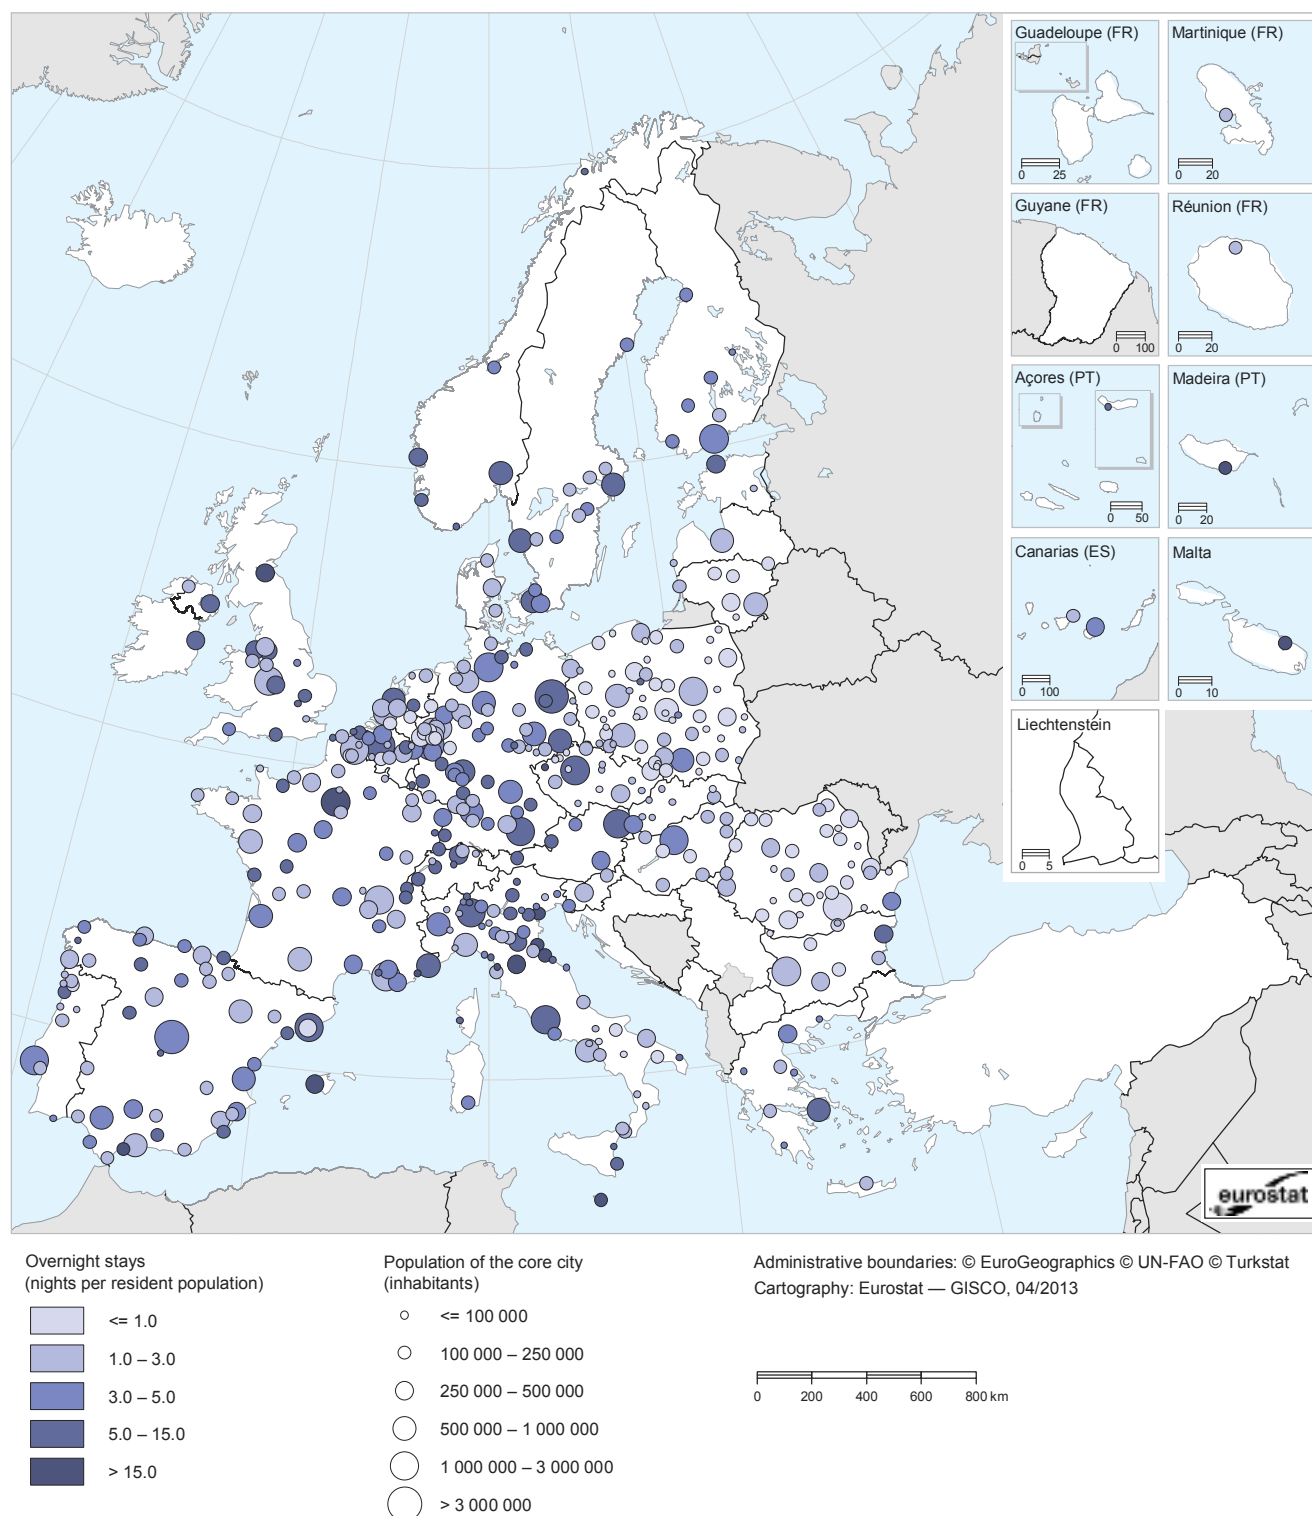 Guadeloupe (FR)
0 25
Martinique (FR)
0 20
Guyane (FR)
0 100
Réunion (FR)
0 20
Açores (PT)
0 50
Madeira (PT)
0 20
Canarias (ES)
0 100
Malta
0 10
Liechtenstein
0 5
eurostat
Overnight stays
(nights per resident population)
<= 1.0
1.0 – 3.0
3.0 – 5.0
5.0 – 15.0
> 15.0
Population of the core city
(inhabitants)
<= 100 000
100 000 – 250 000
250 000 – 500 000
500 000 – 1 000 000
1 000 000 – 3 000 000
> 3 000 000
Administrative boundaries: © EuroGeographics © UN-FAO © Turkstat
Cartography: Eurostat — GISCO, 04/2013
0 200 400 600 800 km